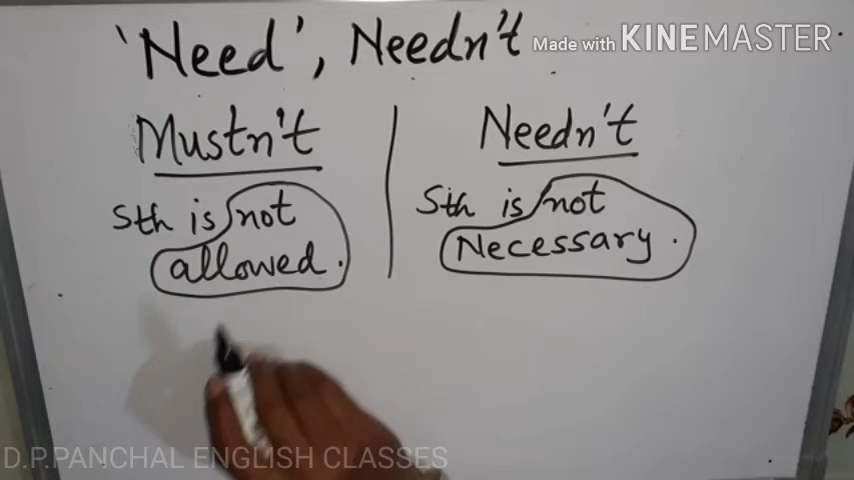 'Need', Needn't
Made with KINEMASTER
Mustn't
Sth is not
allowed.
Needn't
Sth is not
Necessary.
D.P.PANCHAL ENGLISH CLASSES